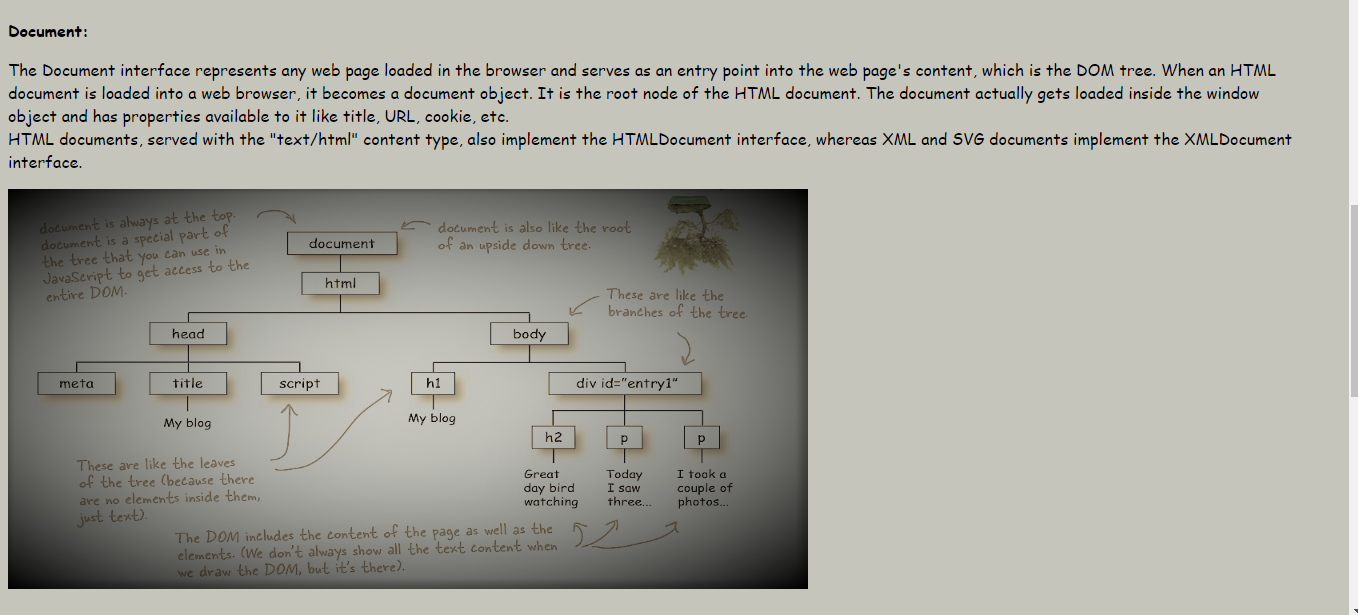 Document:
The Document interface represents any web page loaded in the browser and serves as an entry point into the web page's content, which is the DOM tree. When an HTML
document is loaded into a web browser, it becomes a document object. It is the root node of the HTML document. The document actually gets loaded inside the window
object and has properties available to it like title, URL, cookie, etc.
HTML documents, served with the "text/html" content type, also implement the HTMLDocument interface, whereas XML and SVG documents implement the XMLDocument
interface.
document is always at the top.
document is a special part of
the tree that you can use in
JavaScript to get access to the
entire DOM.
document
document is also like the root
of an upside down tree.
html
These are like the
branches of the tree.
head
body
meta
title
script
h1
div id="entry1"
My blog
My blog
h2
p
p
Great
day bird
watching
Today
I saw
three...
I took a
couple of
photos...
These are like the leaves
of the tree (because there
are no elements inside them,
just text).
The DOM includes the content of the page as well as the
elements. (We don't always show all the text content when
we draw the DOM, but it's there).